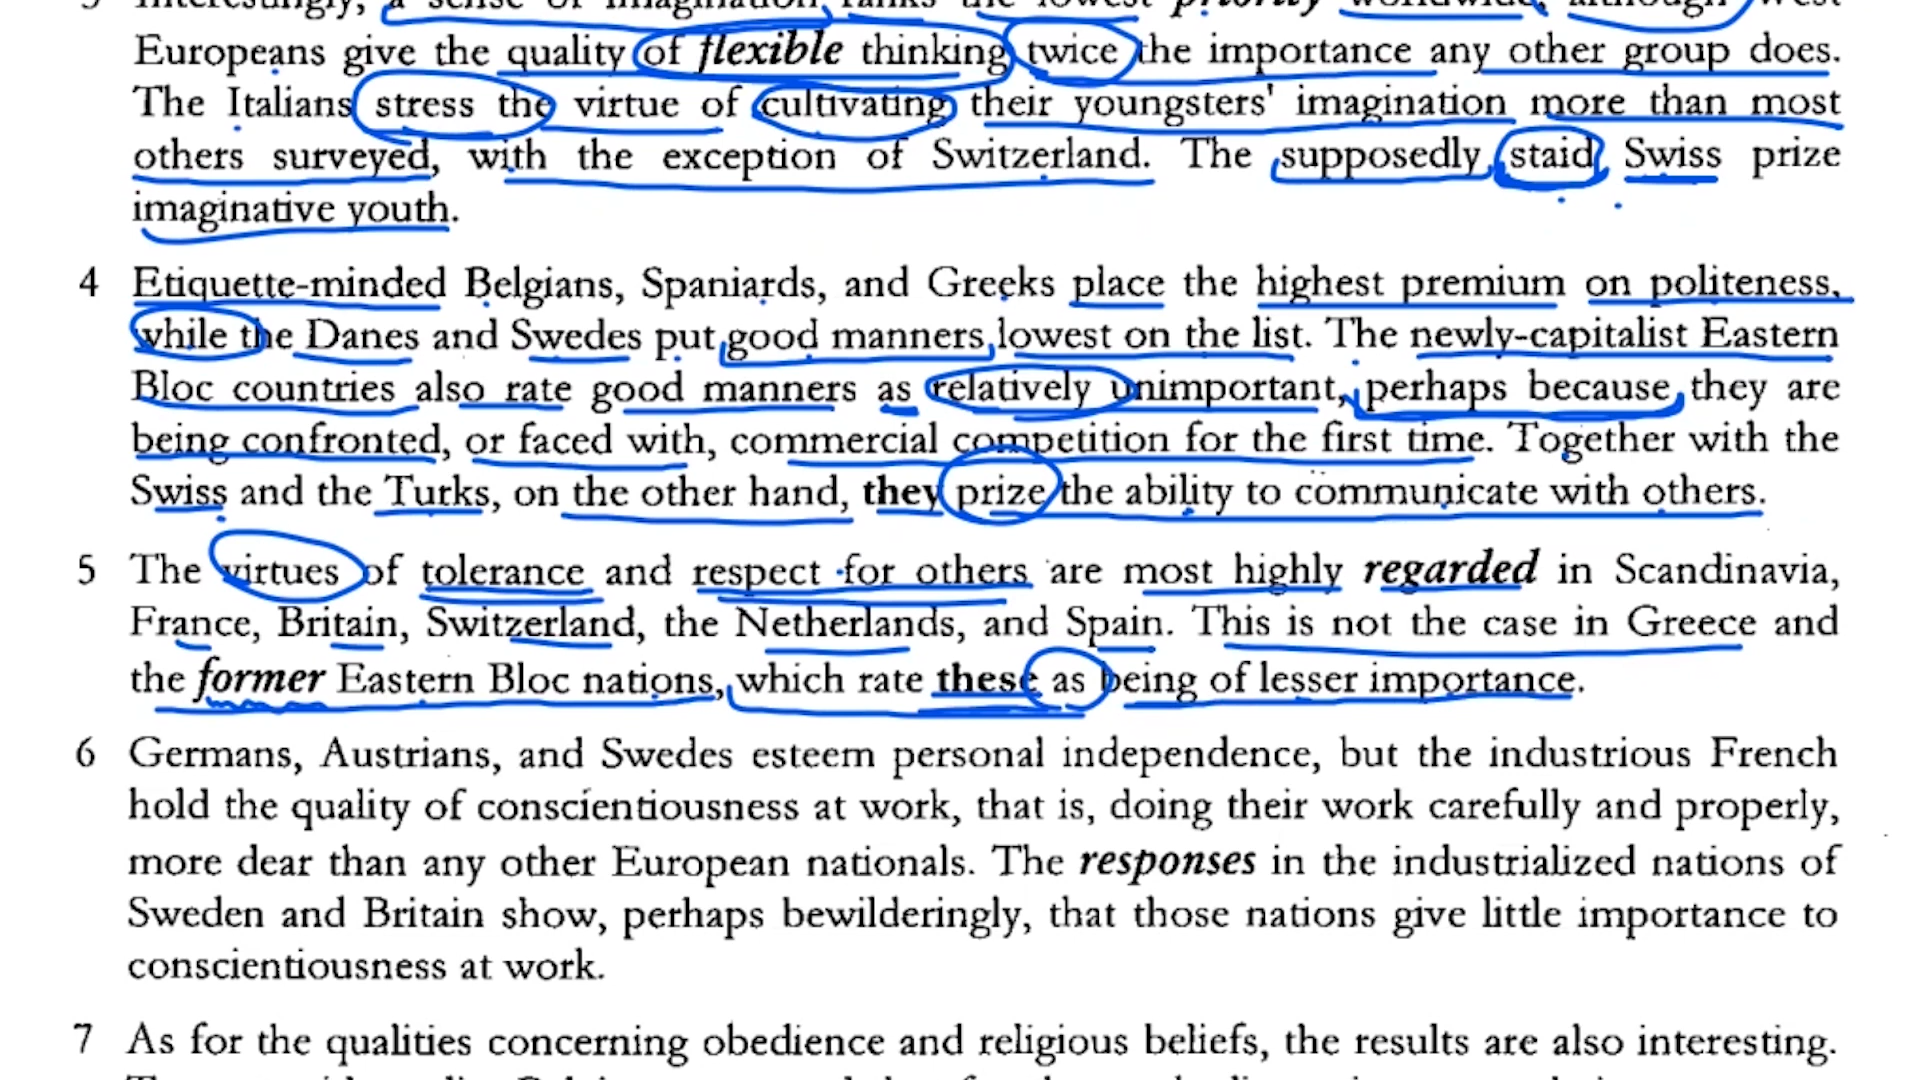 Interestingly, a sense of imagination ranks the lowest priority worldwide, although West
Europeans give the quality of flexible thinking twice the importance any other group does.
The Italians stress the virtue of cultivating their youngsters' imagination more than most
others surveyed, with the exception of Switzerland. The supposedly staid Swiss prize
imaginative youth.
4 Etiquette-minded Belgians, Spaniards, and Greeks place the highest premium on politeness,
while the Danes and Swedes put good manners lowest on the list. The newly-capitalist Eastern
Bloc countries also rate good manners as relatively unimportant, perhaps because they are
being confronted, or faced with, commercial competition for the first time. Together with the
Swiss and the Turks, on the other hand, they prize the ability to communicate with others.
5 The virtues of tolerance and respect for others are most highly regarded in Scandinavia,
France, Britain, Switzerland, the Netherlands, and Spain. This is not the case in Greece and
the former Eastern Bloc nations, which rate these as being of lesser importance.
6 Germans, Austrians, and Swedes esteem personal independence, but the industrious French
hold the quality of conscientiousness at work, that is, doing their work carefully and properly,
more dear than any other European nationals. The responses in the industrialized nations of
Sweden and Britain show, perhaps bewilderingly, that those nations give little importance to
conscientiousness at work.
7 As for the qualities concerning obedience and religious beliefs, the results are also interesting.